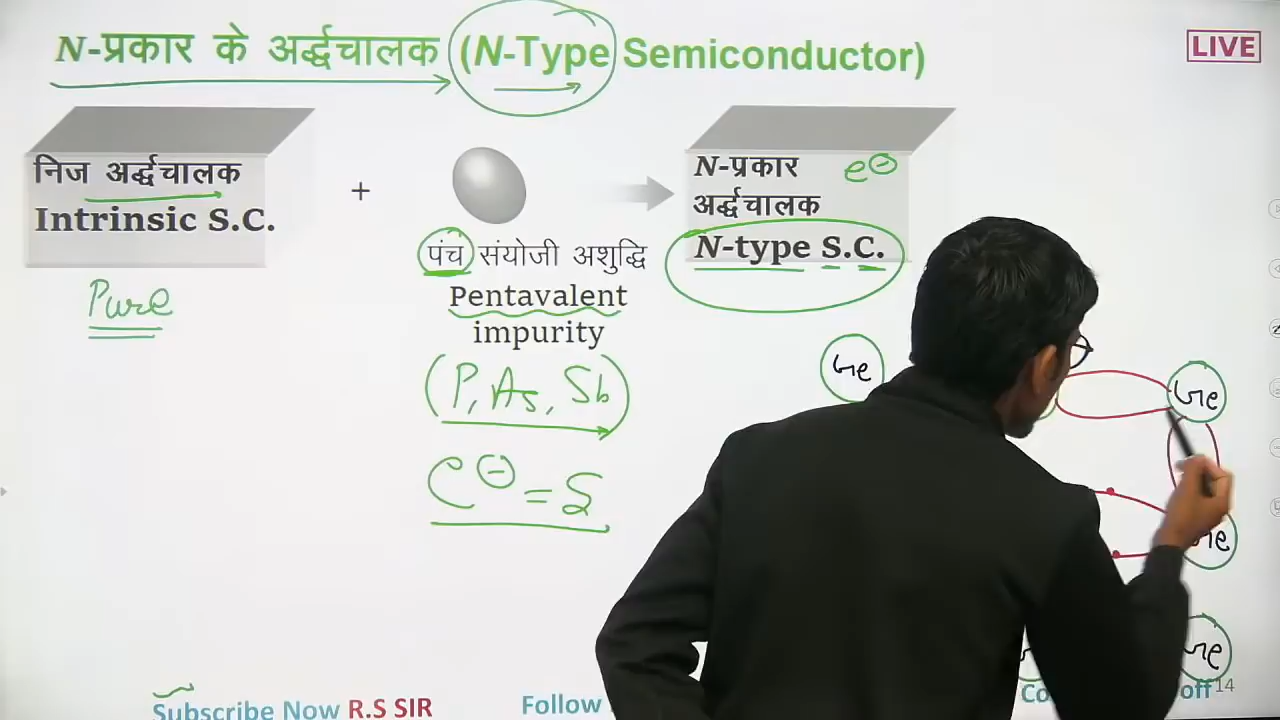 N-प्रकार के अर्द्धचालक (N-Type Semiconductor)
LIVE
निज अर्द्धचालक
Intrinsic S.C.
+
पंच संयोजी अशुद्धि
Pentavalent
impurity
N-प्रकार e⊖
अर्द्धचालक
N-type S.C.
Pure
(P, As, Sb)
e⊖ = 5
Ge
Ge
Ge
Ge
Subscribe Now R.S SIR
Follow
off
14